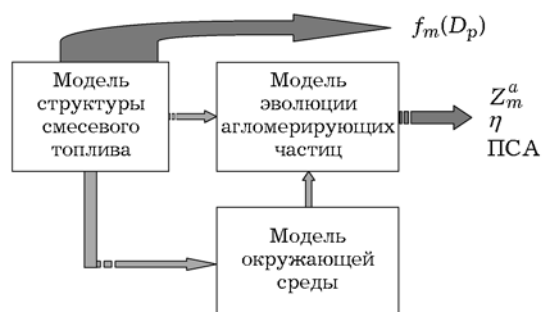 f_m(D_p)
Модель
структуры
смесевого
топлива
Модель
эволюции
агломерирующих
частиц
Z_m^a
η
ПСА
Модель
окружающей
среды